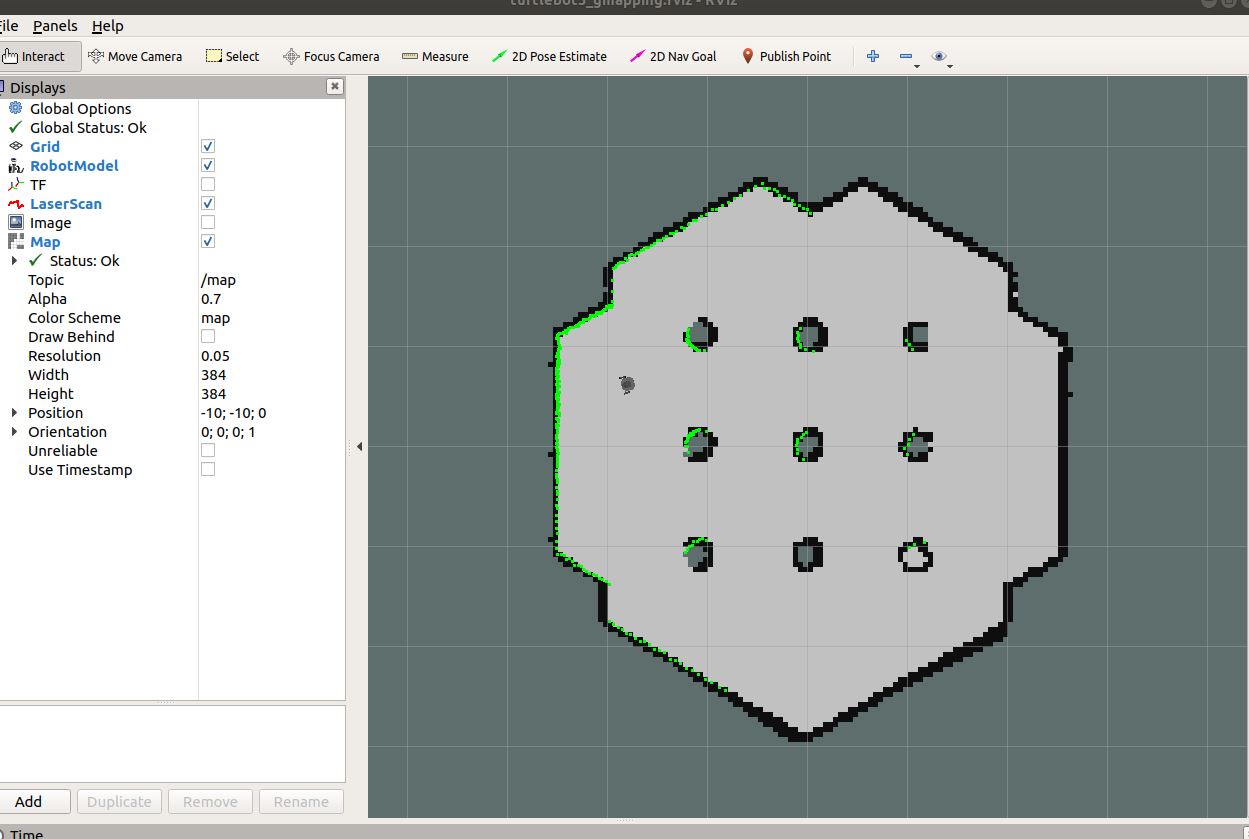 turtlebot3_gmapping.rviz - RViz
File Panels Help
Interact Move Camera Select Focus Camera Measure 2D Pose Estimate 2D Nav Goal Publish Point
Displays
Global Options
Global Status: Ok
Grid
RobotModel
TF
LaserScan
Image
Map
Status: Ok
Topic /map
Alpha 0.7
Color Scheme map
Draw Behind
Resolution 0.05
Width 384
Height 384
Position -10; -10; 0
Orientation 0; 0; 0; 1
Unreliable
Use Timestamp
Add Duplicate Remove Rename
Time